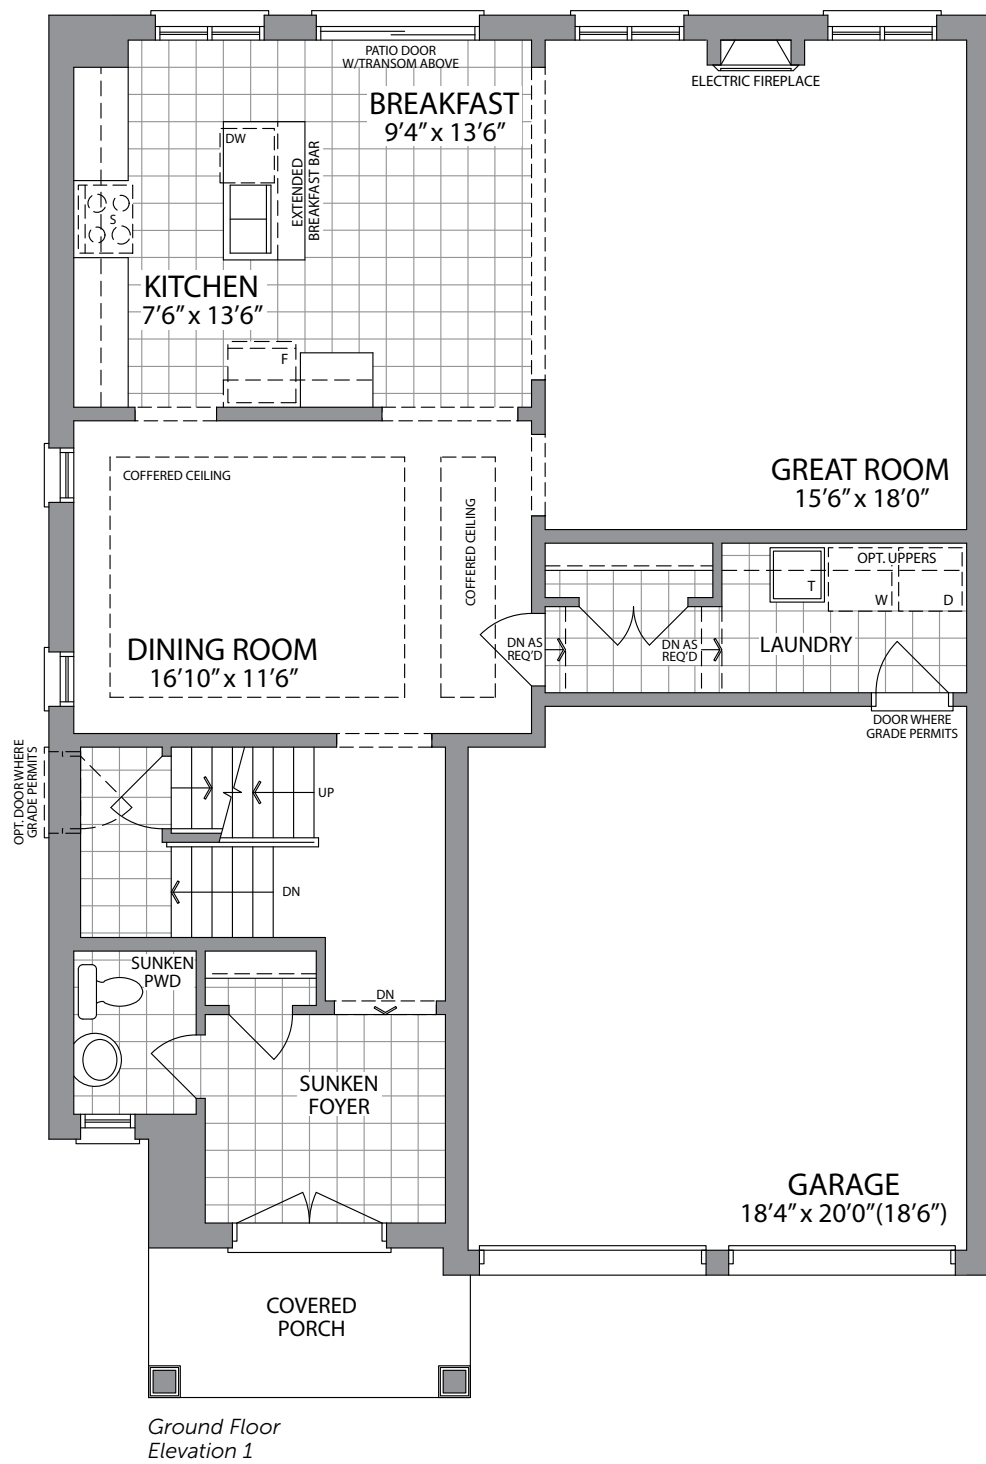 PATIO DOOR
W/TRANSOM ABOVE
ELECTRIC FIREPLACE
BREAKFAST
9'4” x 13'6”
DW
EXTENDED
BREAKFAST BAR
S
KITCHEN
7'6” x 13'6”
F
COFFERED CEILING
COFFERED CEILING
GREAT ROOM
15'6” x 18'0”
OPT. UPPERS
T
W
D
DN AS
REQ'D
DN AS
REQ'D
LAUNDRY
DINING ROOM
16'10” x 11'6”
DOOR WHERE
GRADE PERMITS
OPT. DOOR WHERE
GRADE PERMITS
UP
DN
SUNKEN
PWD
DN
SUNKEN
FOYER
GARAGE
18'4” x 20'0”(18'6”)
COVERED
PORCH
Ground Floor
Elevation 1